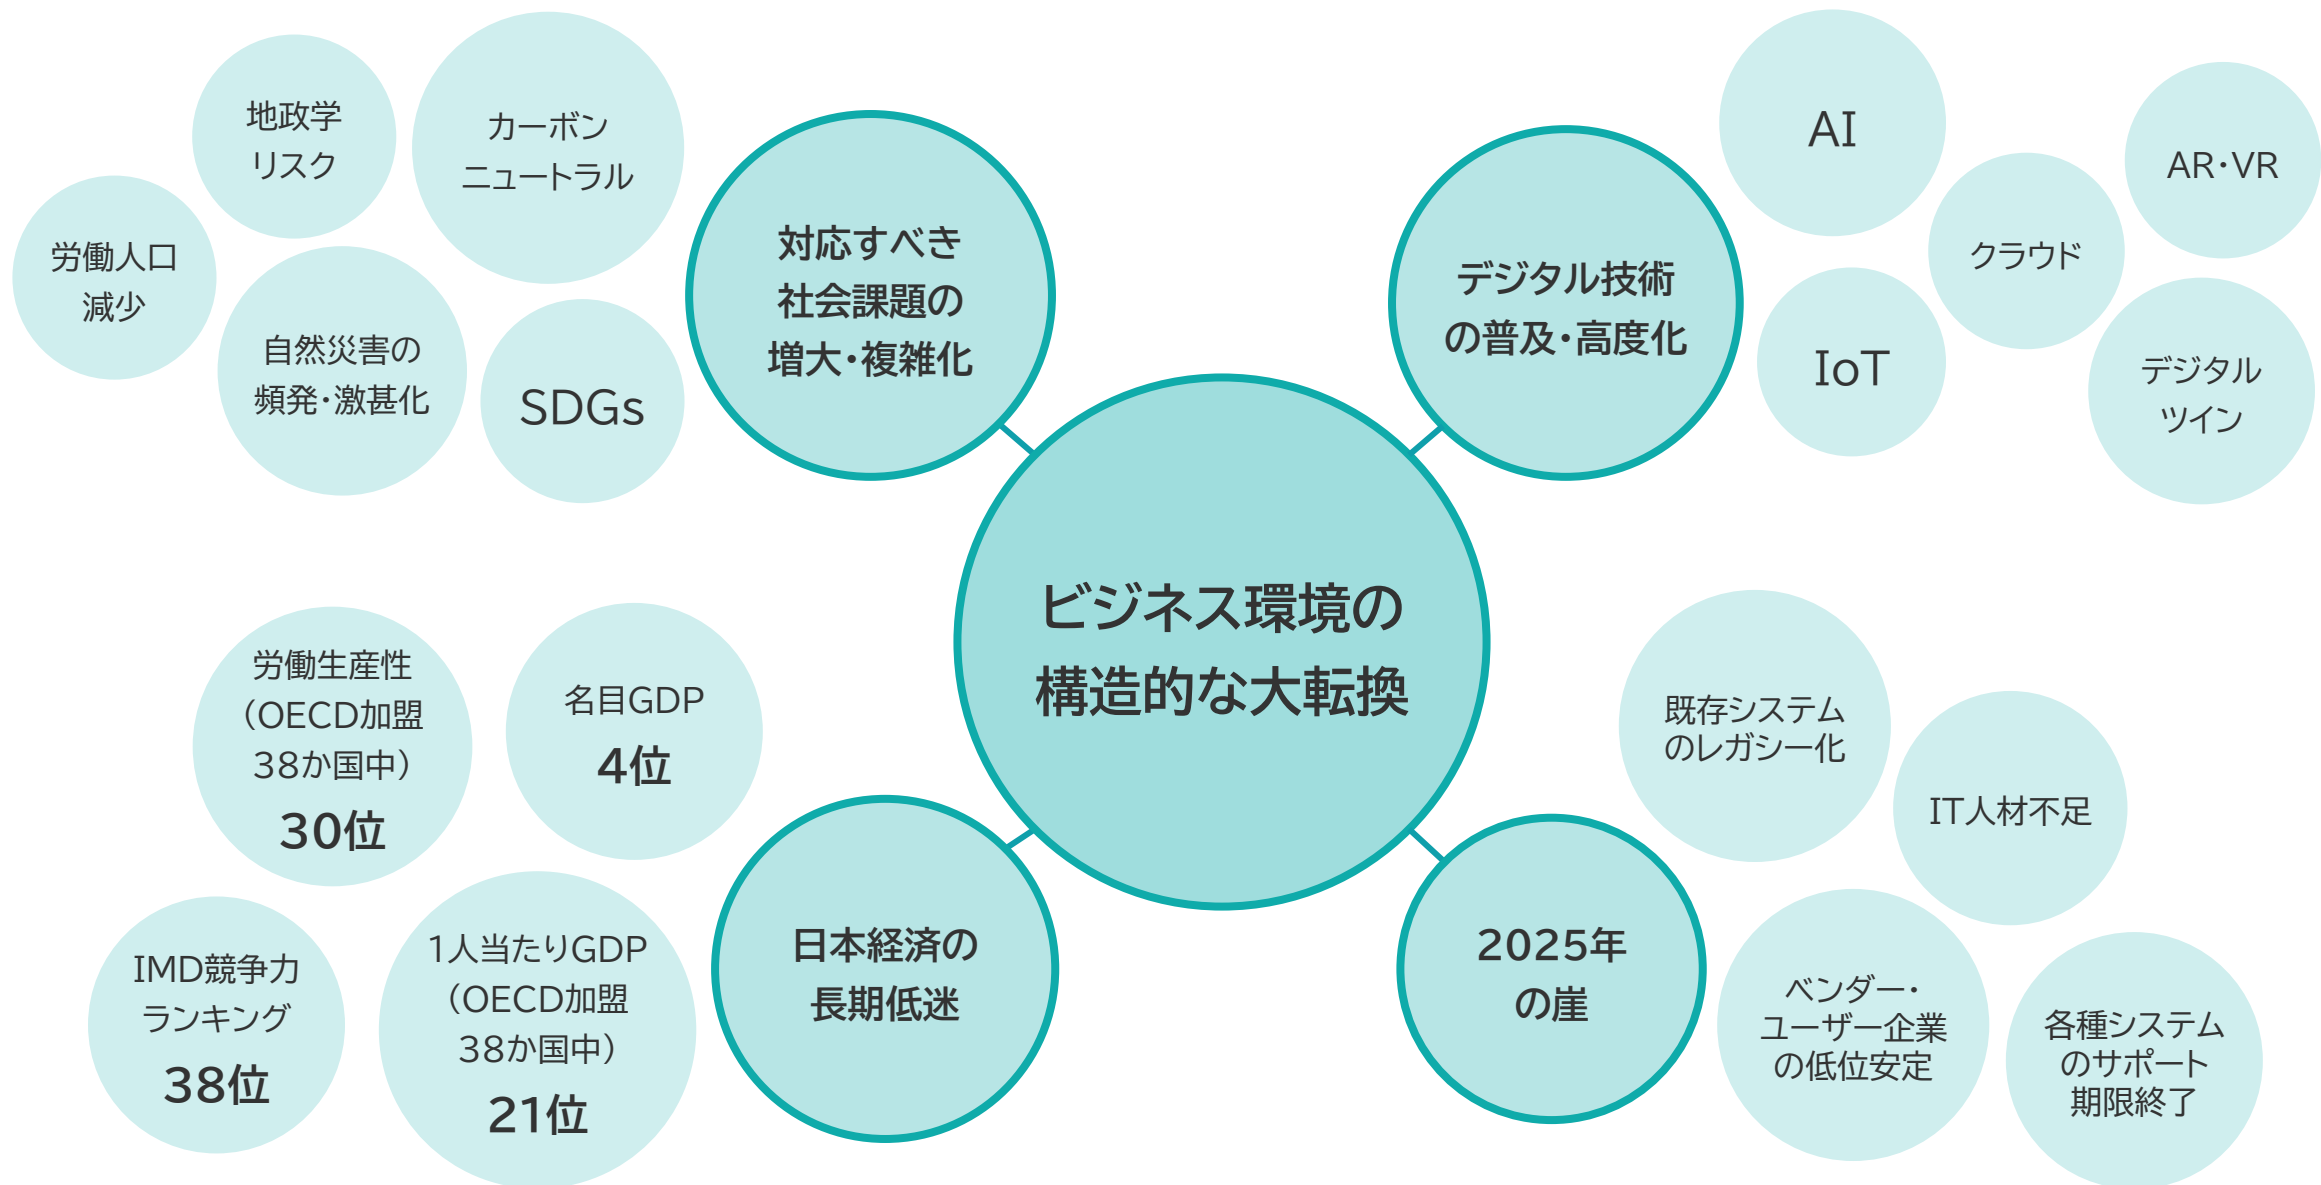 地政学
リスク
カーボン
ニュートラル
労働人口
減少
自然災害の
頻発・激甚化
SDGs
対応すべき
社会課題の
増大・複雑化
デジタル技術
の普及・高度化
AI
AR・VR
クラウド
IoT
デジタル
ツイン
ビジネス環境の
構造的な大転換
労働生産性
（OECD加盟
38か国中）
30位
名目GDP
4位
IMD競争力
ランキング
38位
1人当たりGDP
（OECD加盟
38か国中）
21位
日本経済の
長期低迷
2025年
の崖
既存システム
のレガシー化
IT人材不足
ベンダー・
ユーザー企業
の低位安定
各種システム
のサポート
期限終了